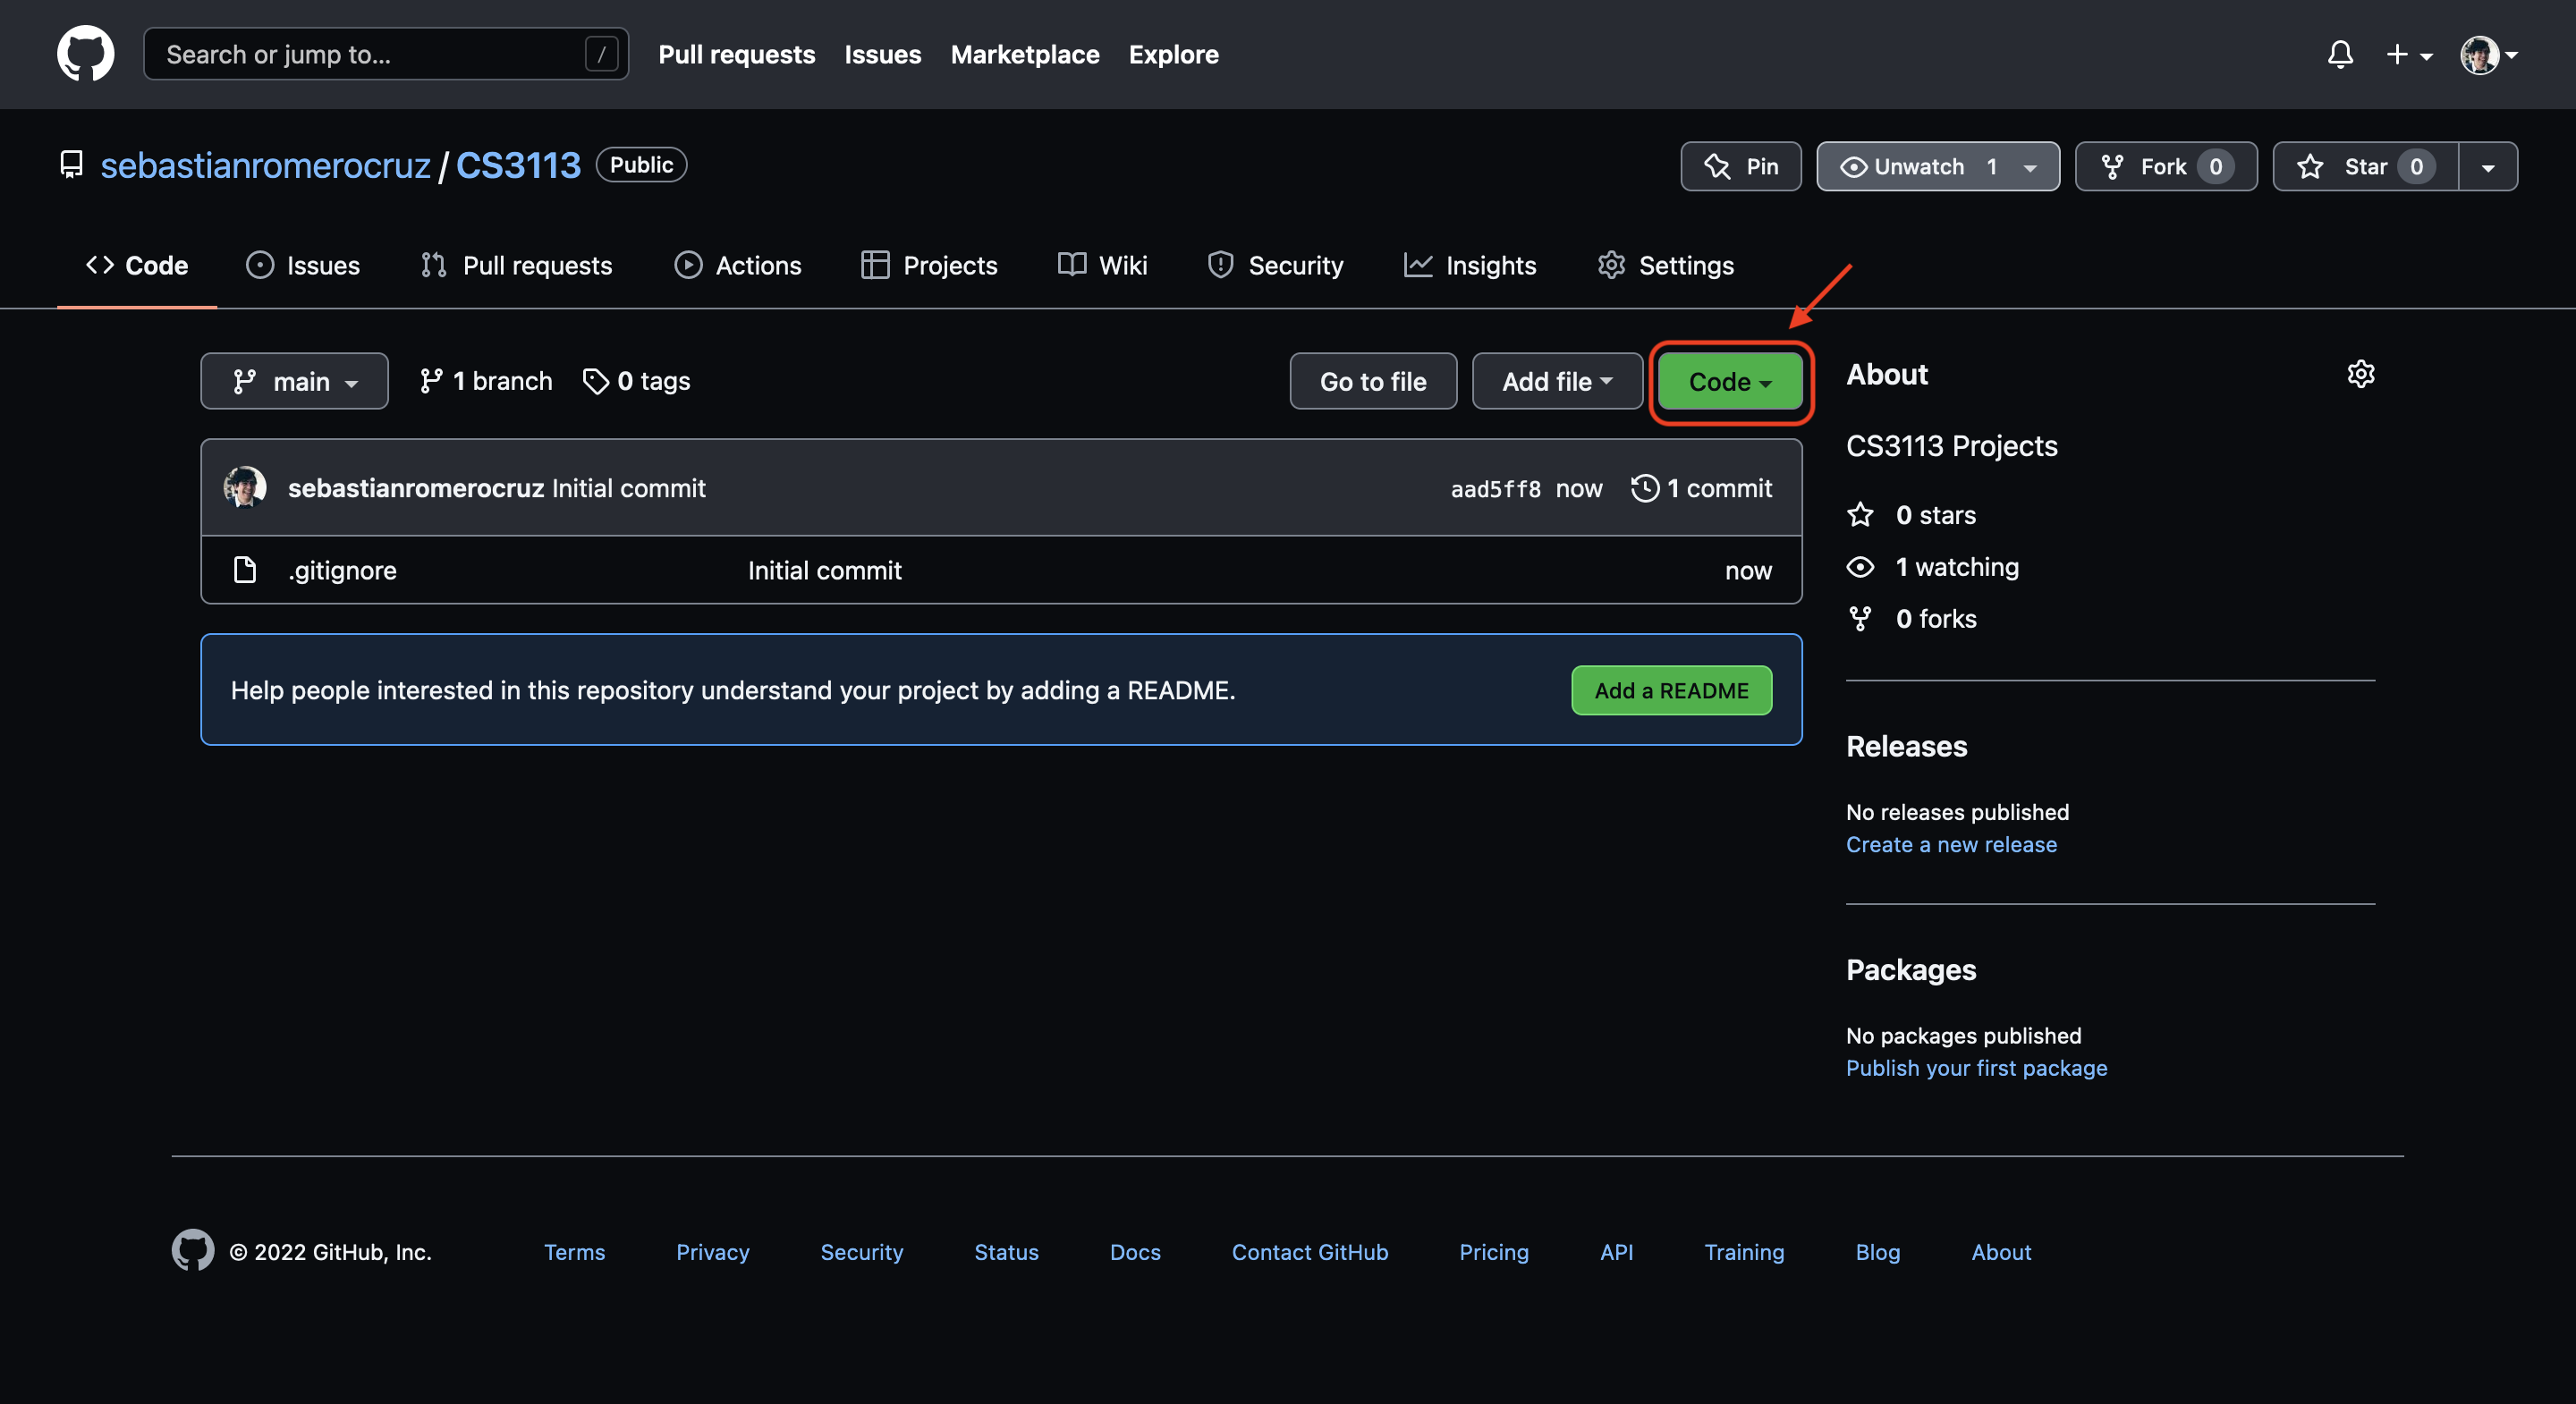 Search or jump to... / Pull requests Issues Marketplace Explore
sebastianromerocruz / CS3113 Public Pin Unwatch 1 Fork 0 Star 0
Code Issues Pull requests Actions Projects Wiki Security Insights Settings
main 1 branch 0 tags Go to file Add file Code
sebastianromerocruz Initial commit aad5ff8 now 1 commit
.gitignore Initial commit now
Help people interested in this repository understand your project by adding a README. Add a README
About
CS3113 Projects
0 stars
1 watching
0 forks
Releases
No releases published
Create a new release
Packages
No packages published
Publish your first package
© 2022 GitHub, Inc. Terms Privacy Security Status Docs Contact GitHub Pricing API Training Blog About